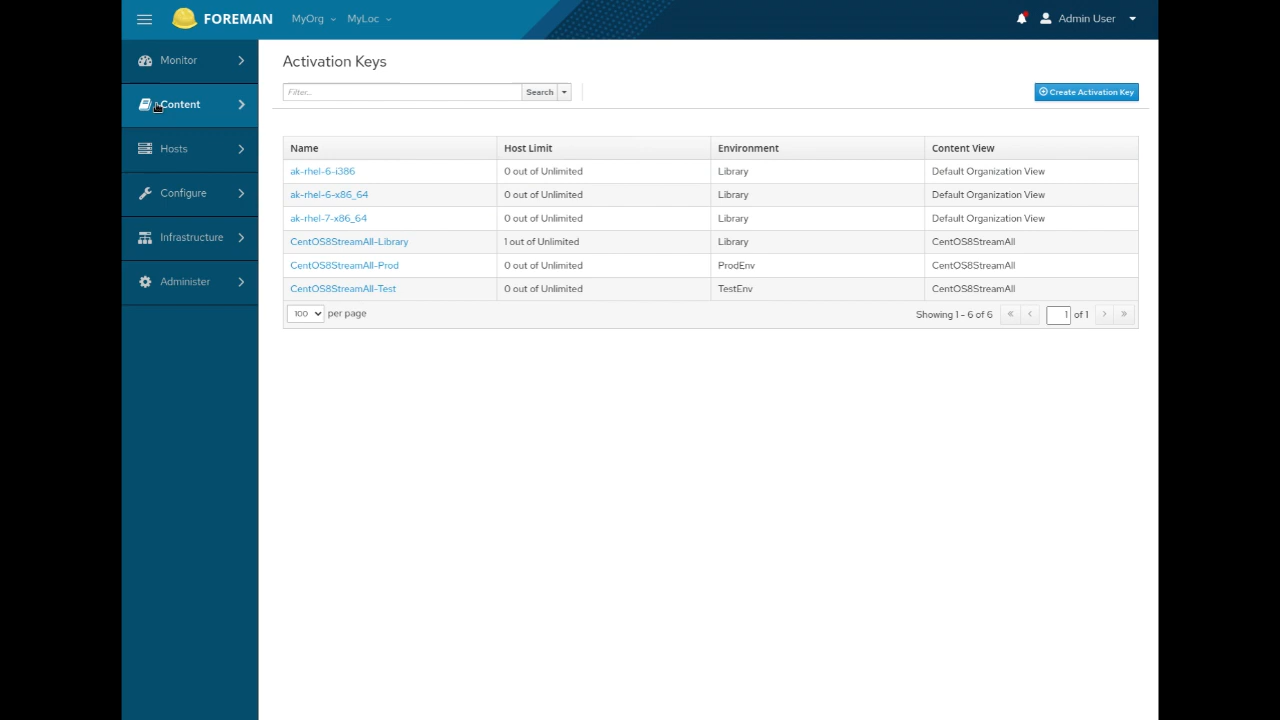 FOREMAN MyOrg MyLoc Admin User
Monitor
Content
Hosts
Configure
Infrastructure
Administer
Activation Keys
Filter... Search
Create Activation Key
Name Host Limit Environment Content View
ak-rhel-6-i386 0 out of Unlimited Library Default Organization View
ak-rhel-6-x86_64 0 out of Unlimited Library Default Organization View
ak-rhel-7-x86_64 0 out of Unlimited Library Default Organization View
CentOS8StreamAll-Library 1 out of Unlimited Library CentOS8StreamAll
CentOS8StreamAll-Prod 0 out of Unlimited ProdEnv CentOS8StreamAll
CentOS8StreamAll-Test 0 out of Unlimited TestEnv CentOS8StreamAll
100 per page Showing 1 - 6 of 6 « ‹ 1 of 1 › »